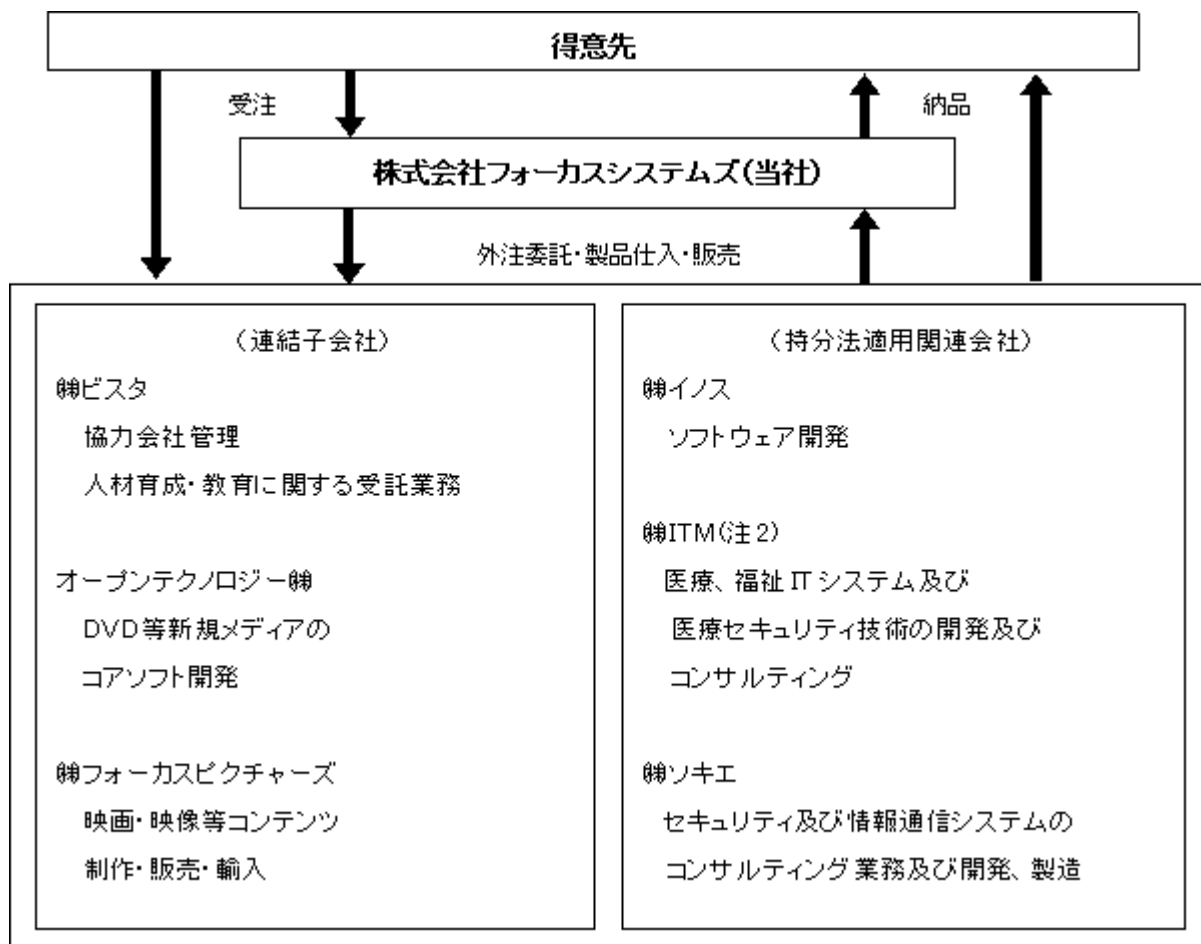 得意先
受注
納品
株式会社フォーカスシステムズ(当社)
外注委託・製品仕入・販売
(連結子会社)
㈱ビスタ
協力会社管理
人材育成・教育に関する受託業務
オープンテクノロジー㈱
DVD等新規メディアの
コアソフト開発
㈱フォーカスピクチャーズ
映画・映像等コンテンツ
制作・販売・輸入
(持分法適用関連会社)
㈱イノス
ソフトウェア開発
㈱ITM(注2)
医療、福祉ITシステム及び
医療セキュリティ技術の開発及び
コンサルティング
㈱ソキエ
セキュリティ及び情報通信システムの
コンサルティング業務及び開発、製造